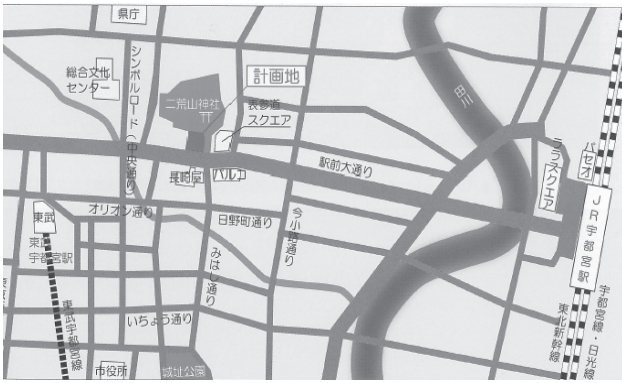 県庁
総合文化
センター
シンボルロード(中央通り)
二荒山神社
計画地
表参道
スクエア
田川
駅前大通り
ララスクエア
パセオ
JR宇都宮駅
長崎屋
パルコ
オリオン通り
日野町通り
今小路通り
みはし通り
東武
東武
宇都宮駅
東武宇都宮線
いちょう通り
市役所
城址公園
東北新幹線
宇都宮線・日光線